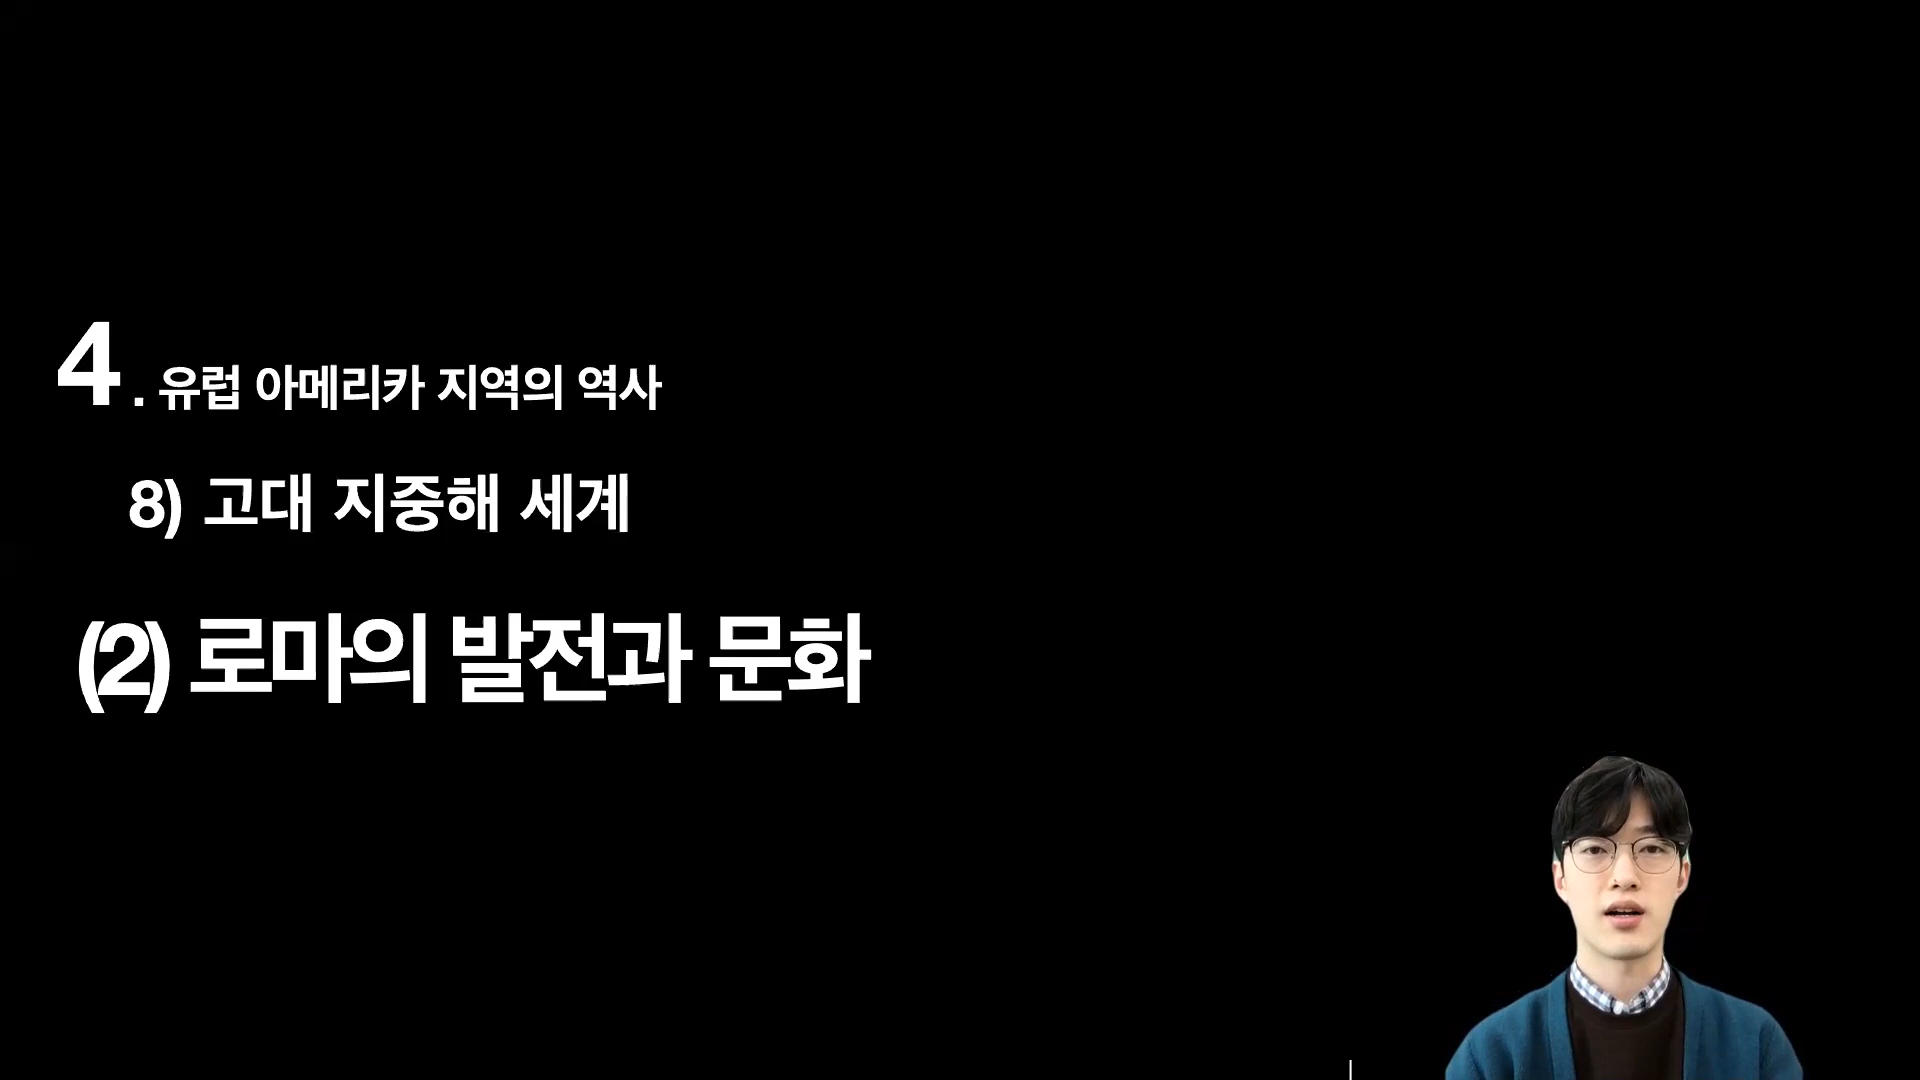 4. 유럽 아메리카 지역의 역사
8) 고대 지중해 세계
(2) 로마의 발전과 문화